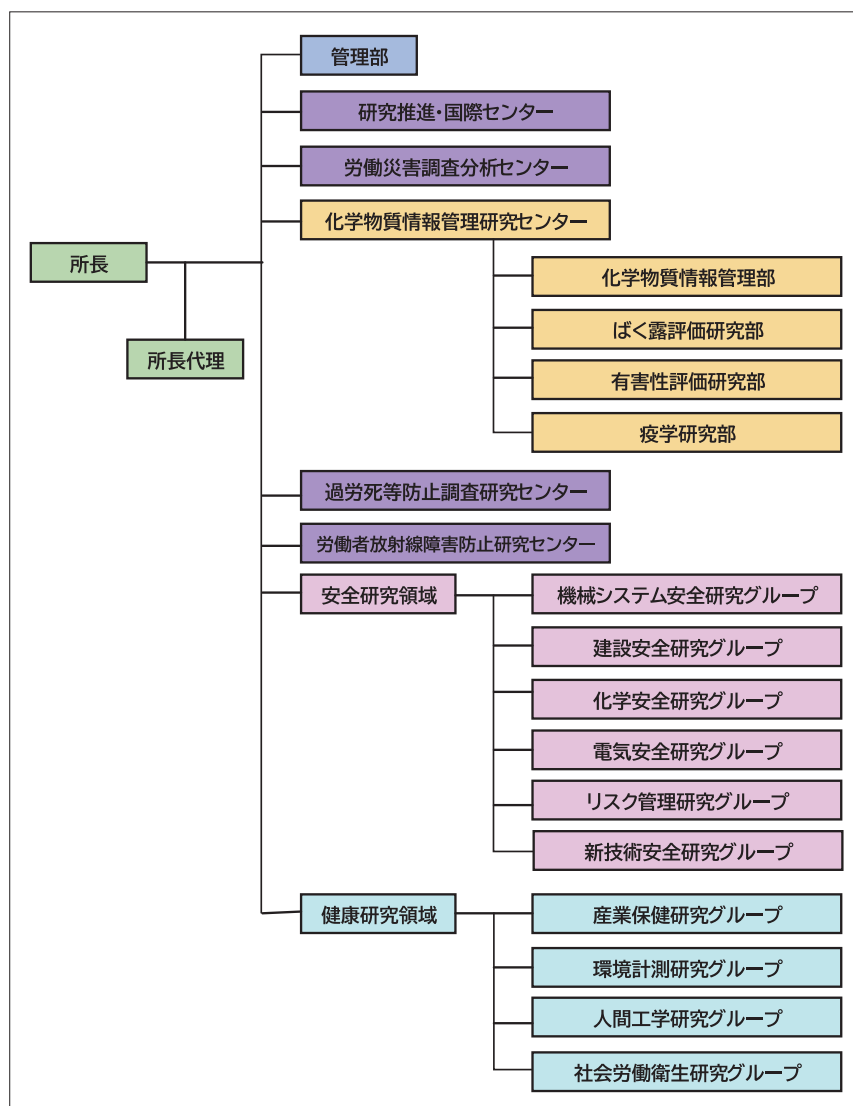 所長
所長代理
管理部
研究推進・国際センター
労働災害調査分析センター
化学物質情報管理研究センター
化学物質情報管理部
ばく露評価研究部
有害性評価研究部
疫学研究部
過労死等防止調査研究センター
労働者放射線障害防止研究センター
安全研究領域
機械システム安全研究グループ
建設安全研究グループ
化学安全研究グループ
電気安全研究グループ
リスク管理研究グループ
新技術安全研究グループ
健康研究領域
産業保健研究グループ
環境計測研究グループ
人間工学研究グループ
社会労働衛生研究グループ